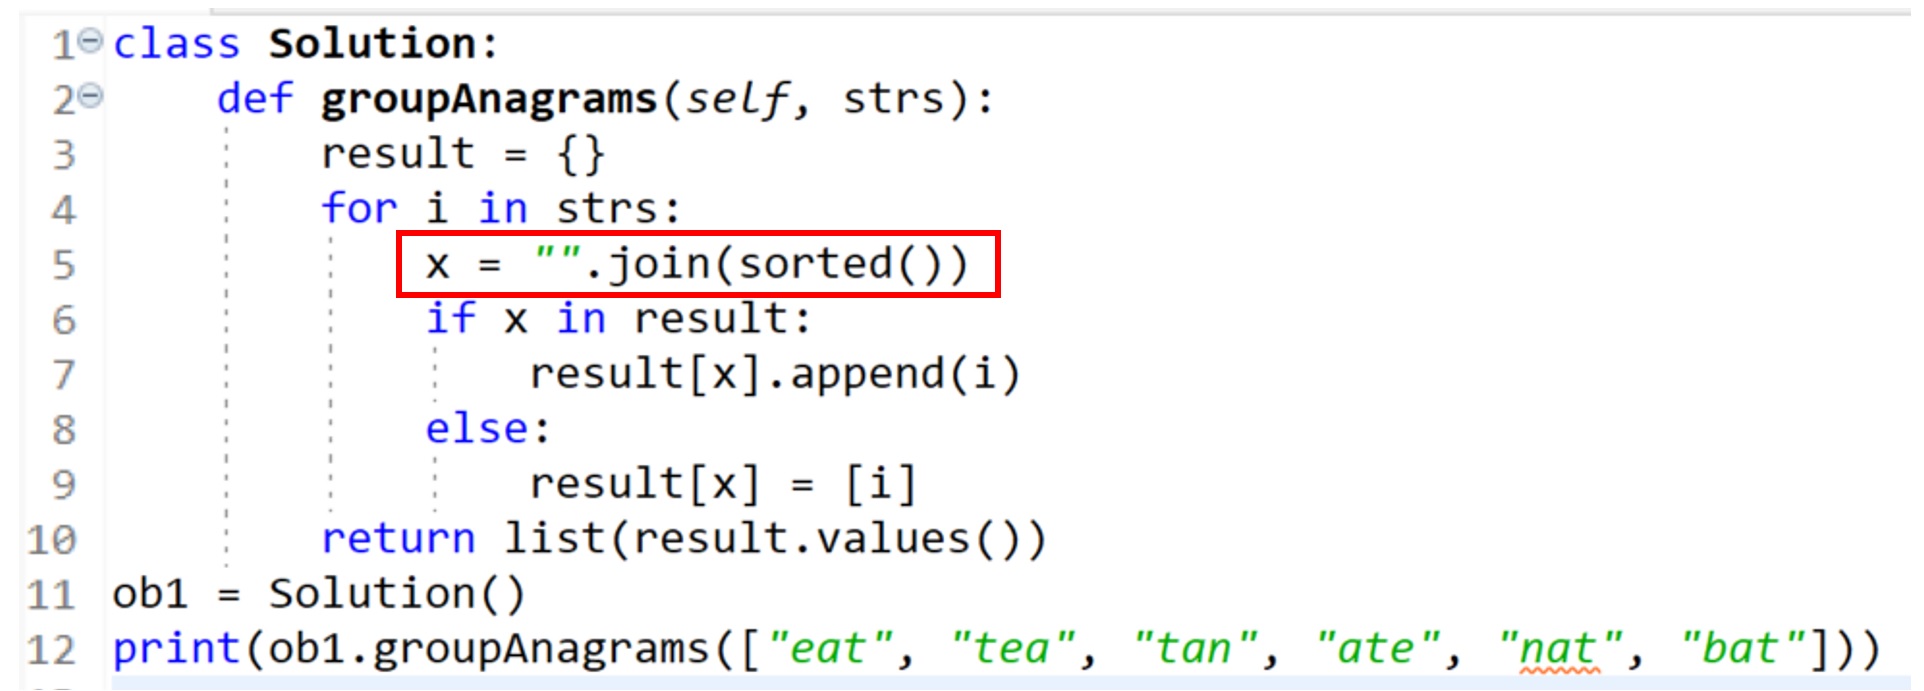 1 class Solution:
2     def groupAnagrams(self, strs):
3         result = {}
4         for i in strs:
5             x = "".join(sorted())
6             if x in result:
7                 result[x].append(i)
8             else:
9                 result[x] = [i]
10         return list(result.values())
11 ob1 = Solution()
12 print(ob1.groupAnagrams(["eat", "tea", "tan", "ate", "nat", "bat"]))